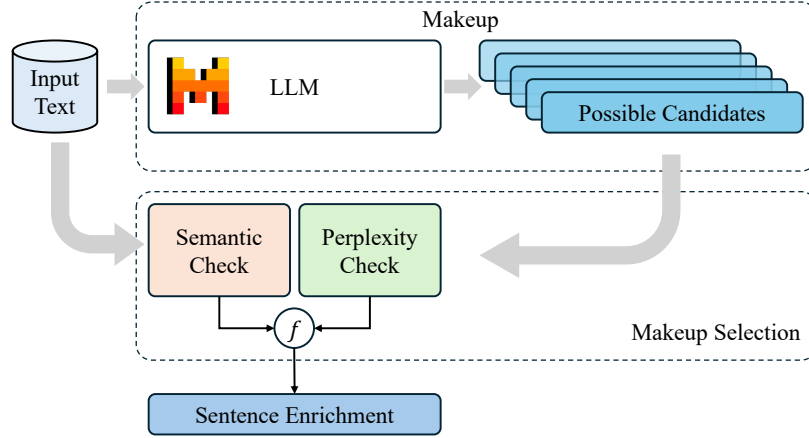 Makeup
Input
Text
LLM
Possible Candidates
Semantic
Check
Perplexity
Check
f
Makeup Selection
Sentence Enrichment